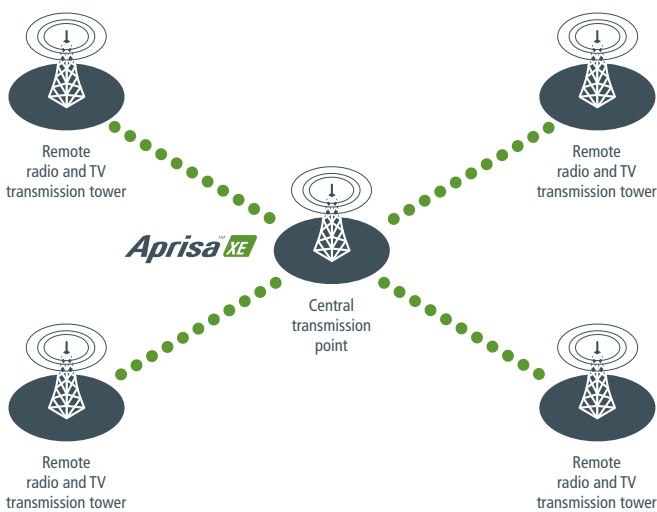 Remote
radio and TV
transmission tower
Remote
radio and TV
transmission tower
Aprisa™ XE
Central
transmission
point
Remote
radio and TV
transmission tower
Remote
radio and TV
transmission tower